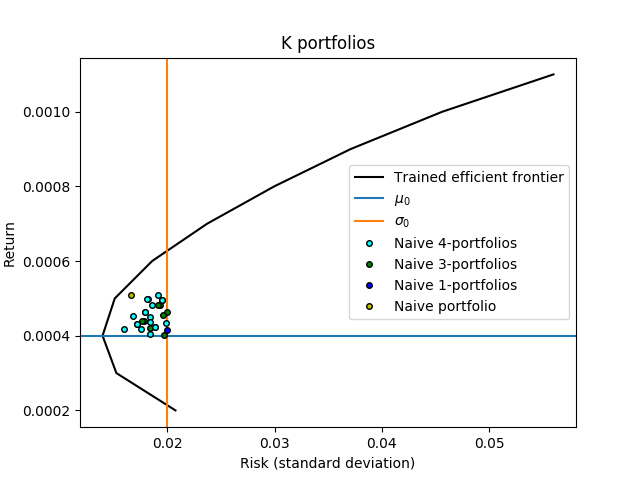 K portfolios
0.0010
0.0008
0.0006
0.0004
0.0002
Return
Trained efficient frontier
μ₀
σ₀
Naive 4-portfolios
Naive 3-portfolios
Naive 1-portfolios
Naive portfolio
0.02 0.03 0.04 0.05
Risk (standard deviation)